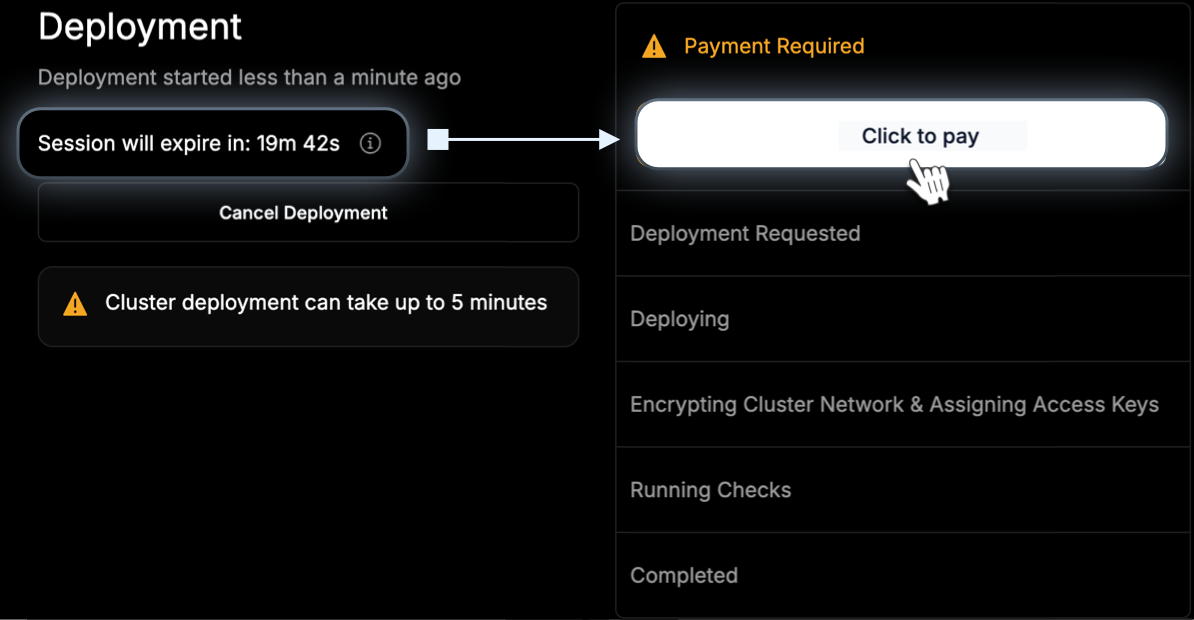 Deployment
Deployment started less than a minute ago
Session will expire in: 19m 42s
Cancel Deployment
Cluster deployment can take up to 5 minutes
Payment Required
Click to pay
Deployment Requested
Deploying
Encrypting Cluster Network & Assigning Access Keys
Running Checks
Completed